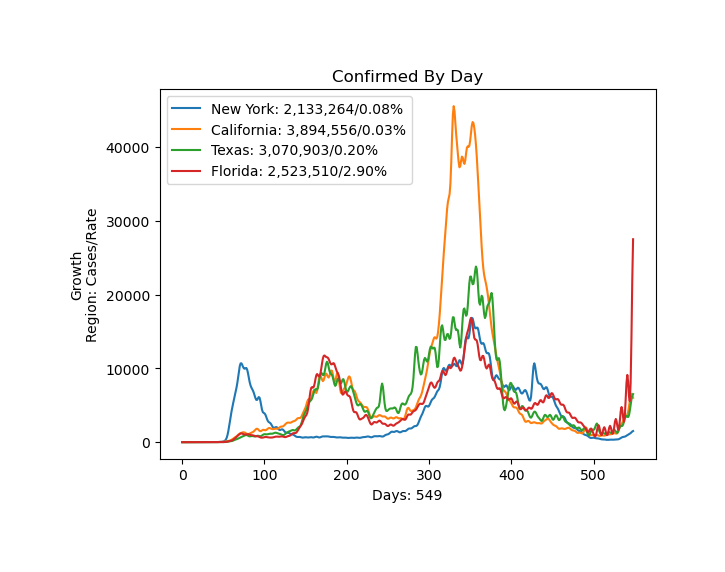 Confirmed By Day
New York: 2,133,264/0.08%
California: 3,894,556/0.03%
Texas: 3,070,903/0.20%
Florida: 2,523,510/2.90%
Growth
Region: Cases/Rate
40000
30000
20000
10000
0
0 100 200 300 400 500
Days: 549